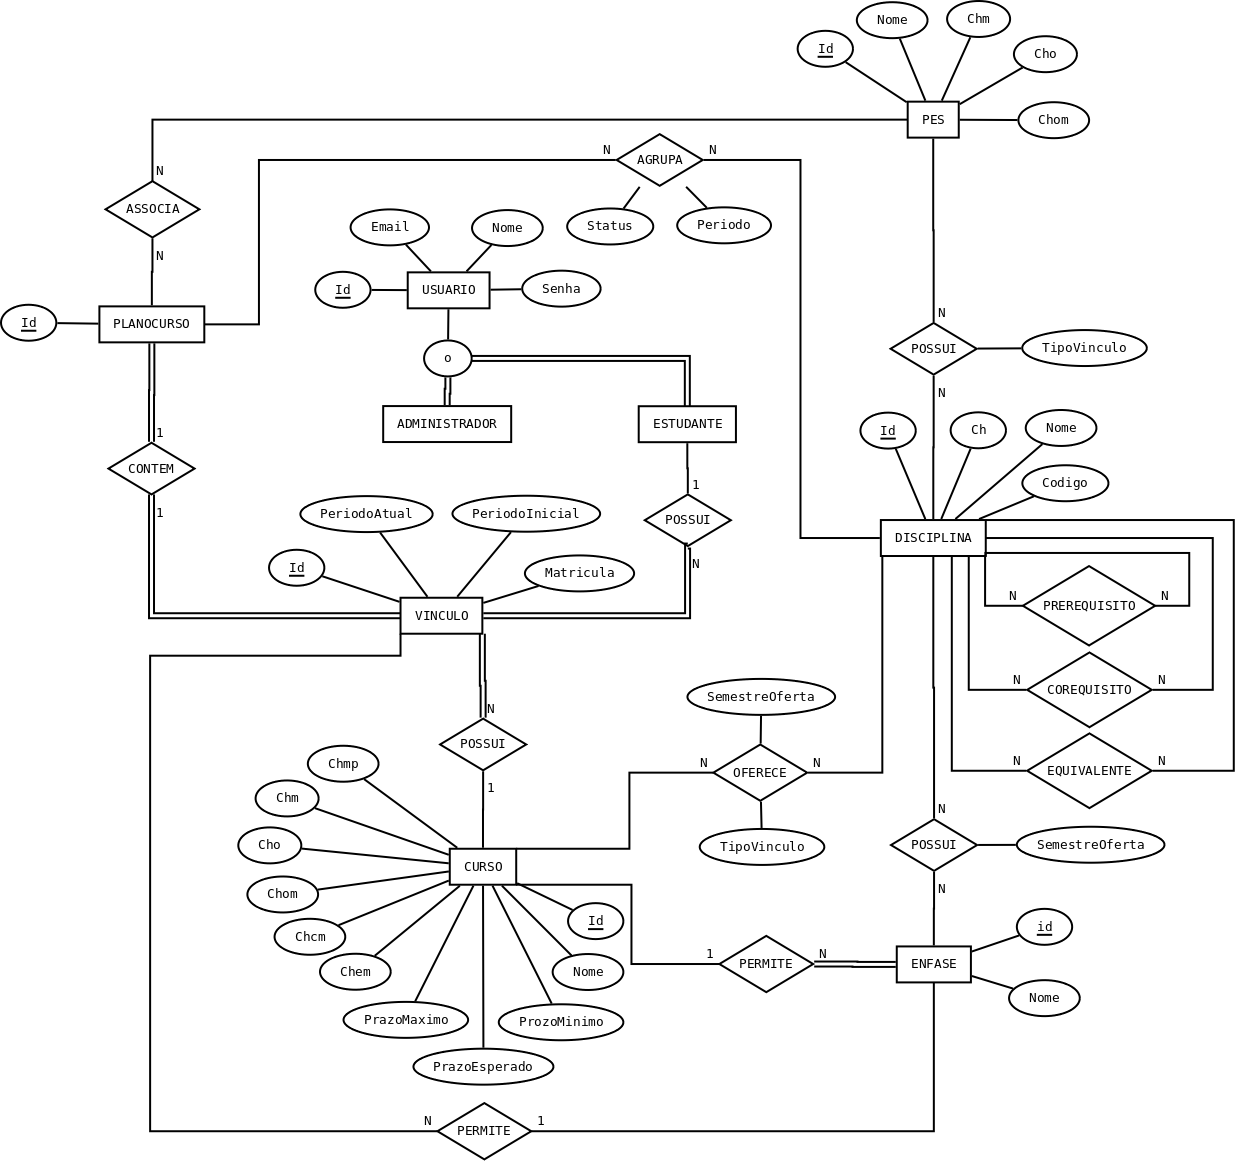 Nome
Chm
Id
Cho
PES
Chom
N
N
N
AGRUPA
ASSOCIA
Status
Periodo
Email
Nome
N
Id
USUARIO
Senha
Id
PLANOCURSO
N
POSSUI
TipoVinculo
o
N
ADMINISTRADOR
ESTUDANTE
Id
Ch
Nome
1
CONTEM
1
1
Codigo
PeriodoAtual
PeriodoInicial
POSSUI
DISCIPLINA
N
Id
Matricula
VINCULO
N
PREREQUISITO
N
N
COREQUISITO
N
SemestreOferta
N
POSSUI
1
Chmp
Chm
Cho
Chom
Chcm
Chem
CURSO
PrazoMaximo
ProzoMinimo
PrazoEsperado
Id
Nome
N
OFERECE
N
TipoVinculo
N
EQUIVALENTE
N
N
POSSUI
SemestreOferta
N
1
PERMITE
N
ENFASE
id
Nome
N
PERMITE
1